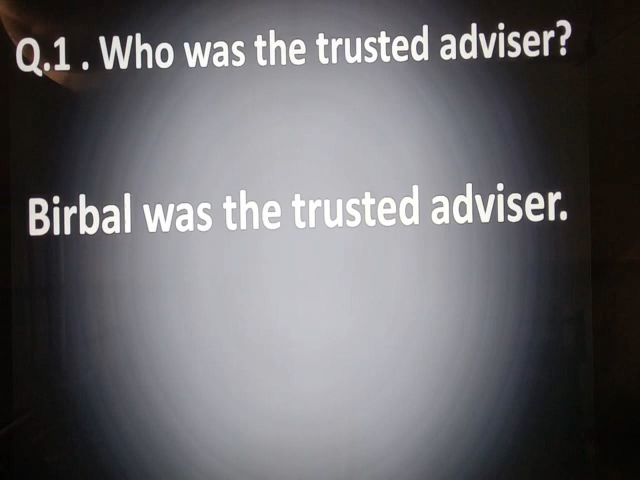 Q.1 . Who was the trusted adviser?
Birbal was the trusted adviser.